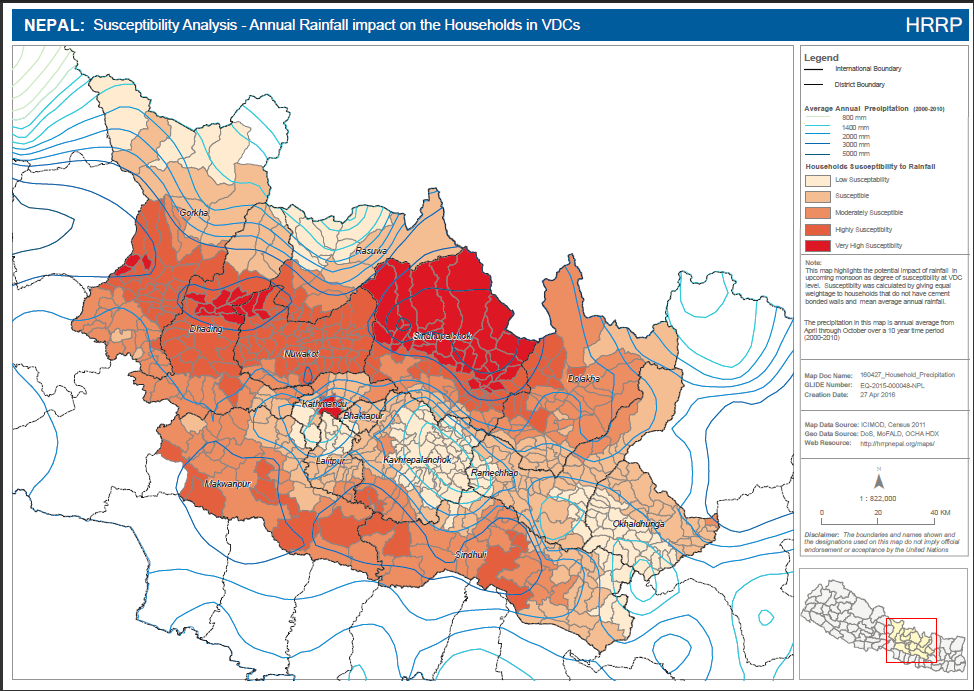 NEPAL: Susceptibility Analysis - Annual Rainfall impact on the Households in VDCs
HRRP
Gorkha
Rasuwa
Dhading
Nuwakot
Sindhupalchok
Dolakha
Kathmandu
Bhaktapur
Lalitpur
Kavrepalanchok
Ramechhap
Makwanpur
Okhaldhunga
Sindhuli
Legend
International Boundary
District Boundary
Average Annual Precipitation (2000-2010)
800 mm
1400 mm
2000 mm
3000 mm
5000 mm
Households Susceptibility to Rainfall
Low Susceptability
Susceptible
Moderately Susceptible
Highly Susceptiblity
Very High Susceptiblity
Note:
This map highlights the potential impact of rainfall in
upcoming monsoon as degree of susceptibility at VDC
level. Susceptibility was calculated by giving equal
weightage to households that do not have cement
bonded walls and mean average annual rainfall.
The precipitation in this map is annual average from
April through October over a 10 year time period
(2000-2010)
Map Doc Name: 160427_Household_Precipitation
GLIDE Number: EQ-2015-000048-NPL
Creation Date: 27 Apr 2016
Map Data Source: ICIMOD, Census 2011
Geo Data Source: DoS, MoFALD, OCHA HDX
Web Resource: http://hrrpnepal.org/maps/
N
1 : 822,000
0 20 40 KM
Disclaimer: The boundaries and names shown and
the designations used on this map do not imply official
endorsement or acceptance by the United Nations